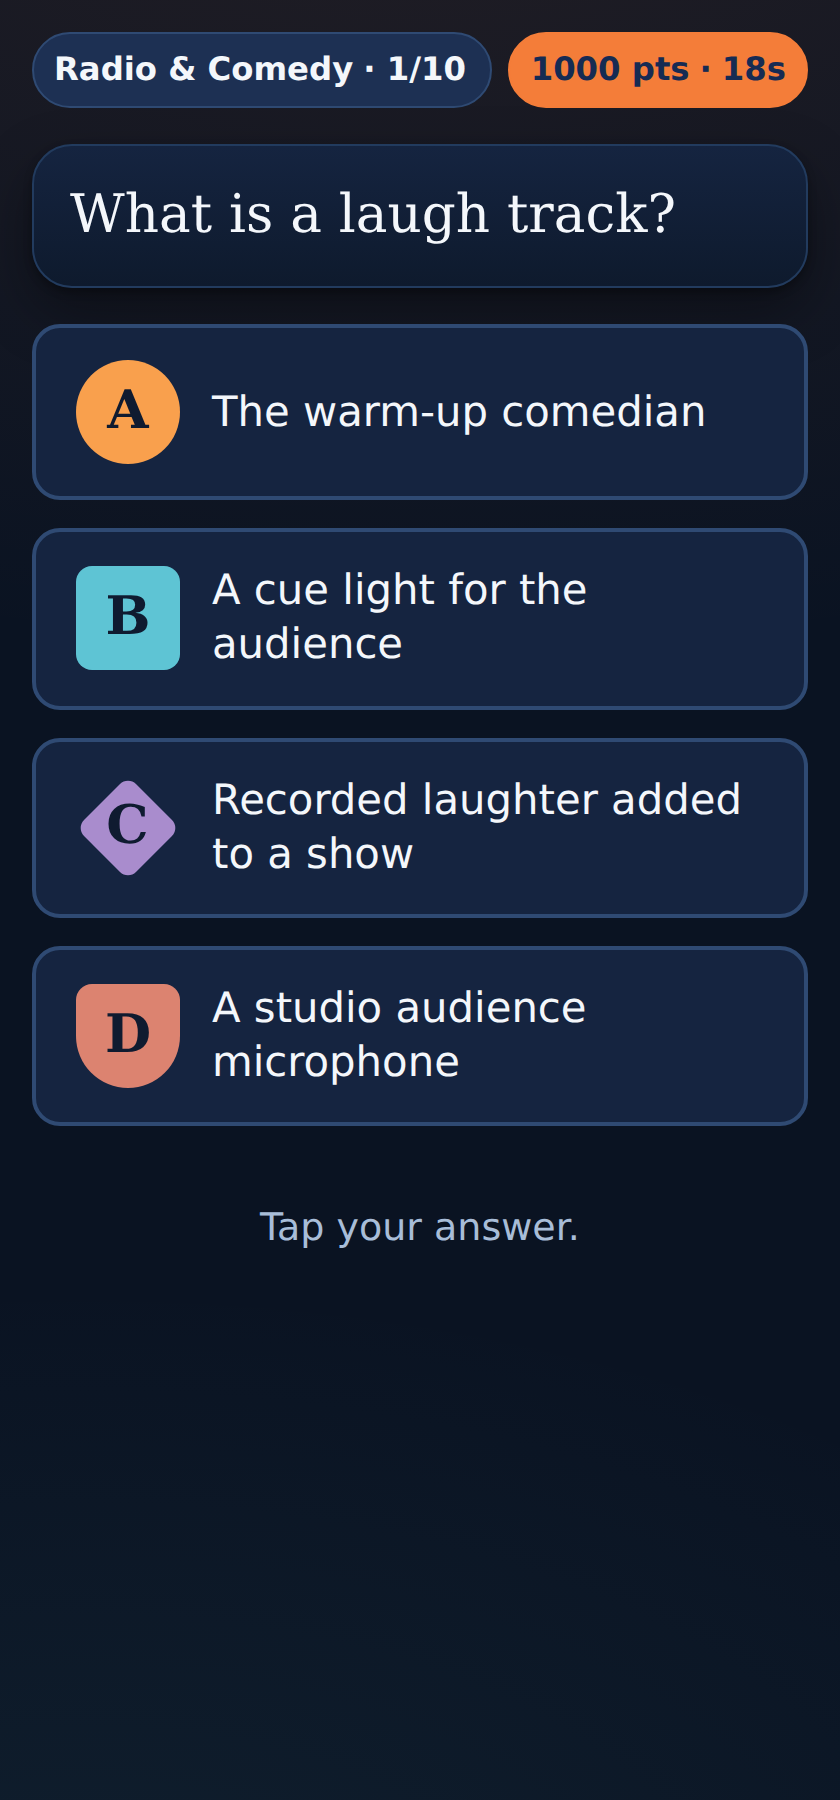 Radio & Comedy · 1/10
1000 pts · 18s
What is a laugh track?
A
The warm-up comedian
B
A cue light for the
audience
C
Recorded laughter added
to a show
D
A studio audience
microphone
Tap your answer.